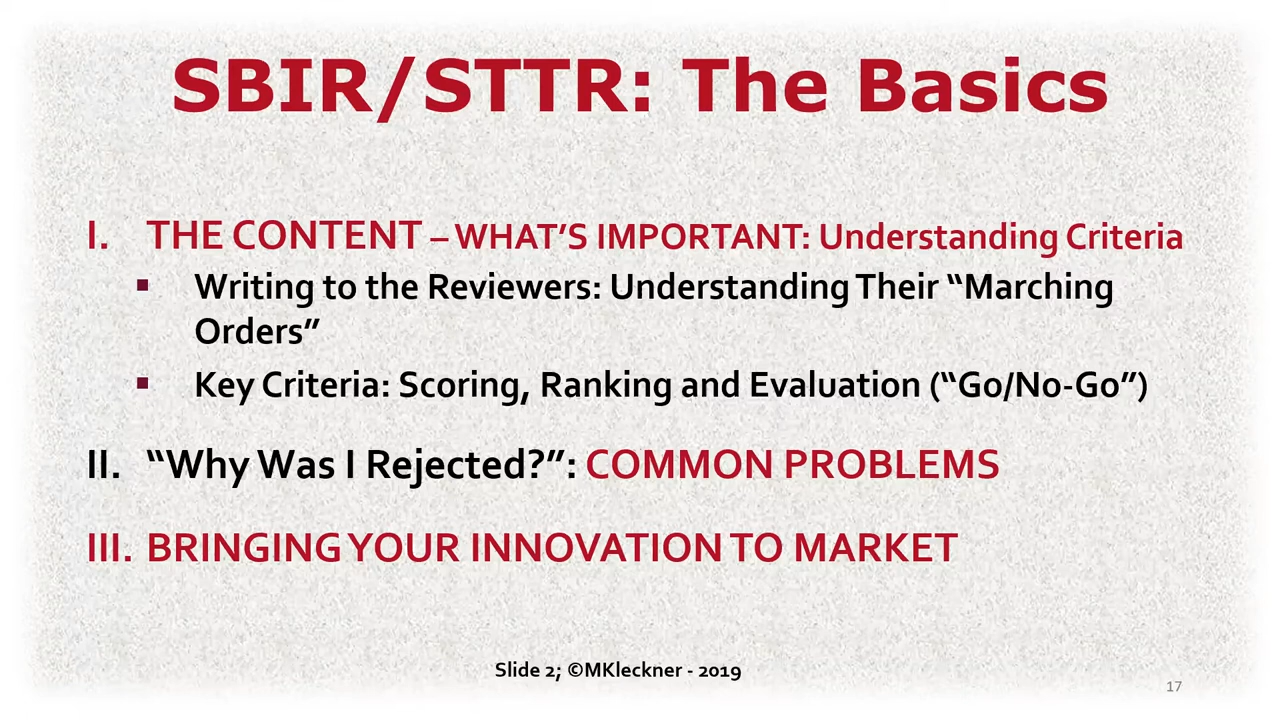 SBIR/STTR: The Basics
I. THE CONTENT – WHAT’S IMPORTANT: Understanding Criteria
▪ Writing to the Reviewers: Understanding Their “Marching
Orders”
▪ Key Criteria: Scoring, Ranking and Evaluation (“Go/No-Go”)
II. “Why Was I Rejected?”: COMMON PROBLEMS
III. BRINGING YOUR INNOVATION TO MARKET
Slide 2; ©MKleckner - 2019
17